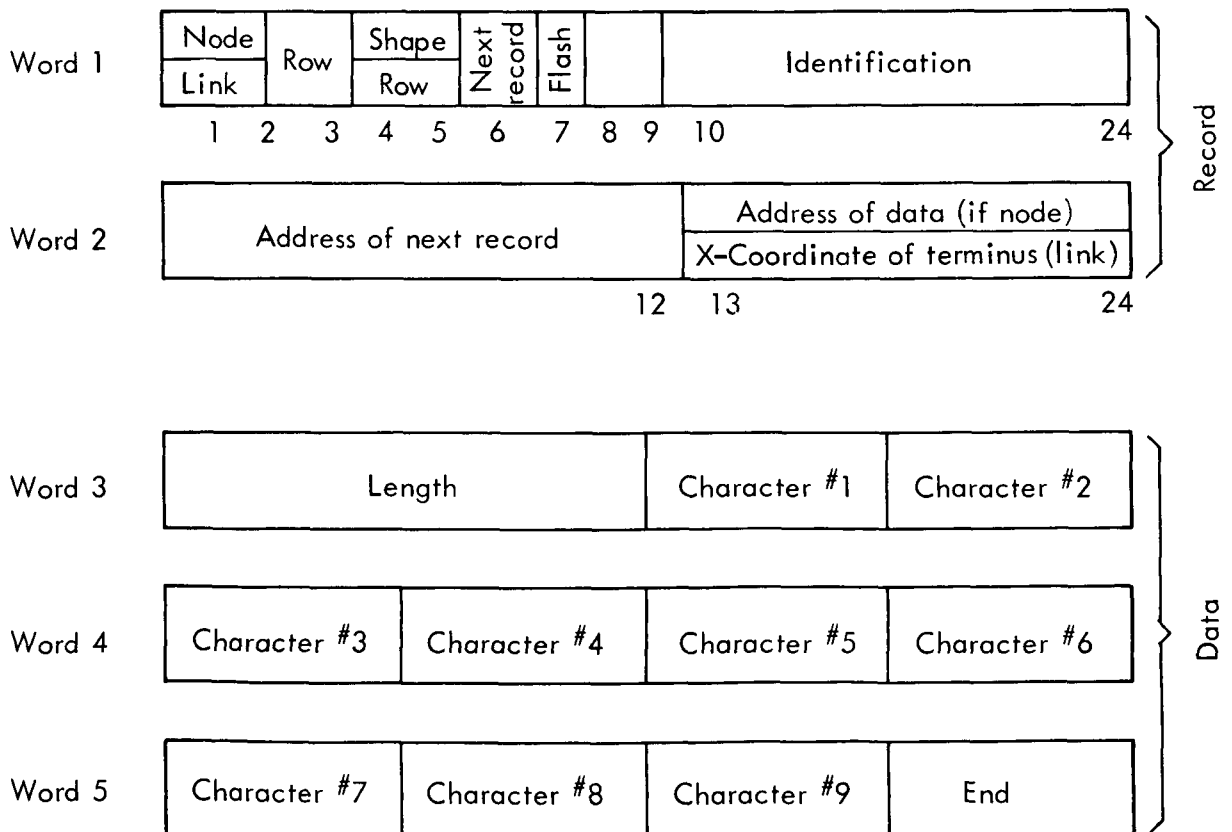 Word 1
Node
Link
Row
Shape
Row
Next record
Flash
Identification
1 2 3 4 5 6 7 8 9 10 24
Record
Word 2
Address of next record
Address of data (if node)
X-Coordinate of terminus (link)
12 13 24
Word 3
Length
Character #1
Character #2
Word 4
Character #3
Character #4
Character #5
Character #6
Data
Word 5
Character #7
Character #8
Character #9
End